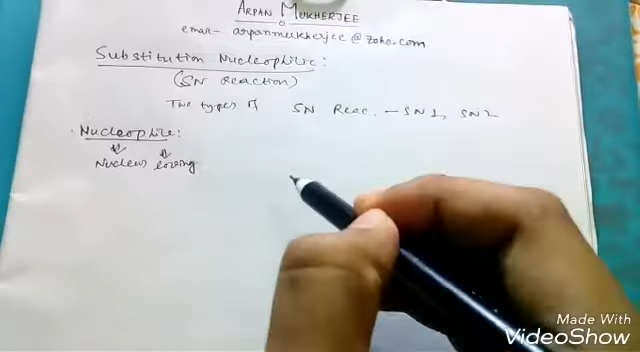 ARPAN MUKHERJEE
email- arpanmukherjee@zoho.com
Substitution Nucleophilic:
(SN Reaction)
Two types of SN Reac. - SN1, SN2
Nucleophile:
Nucleus loving
Made With
VideoShow